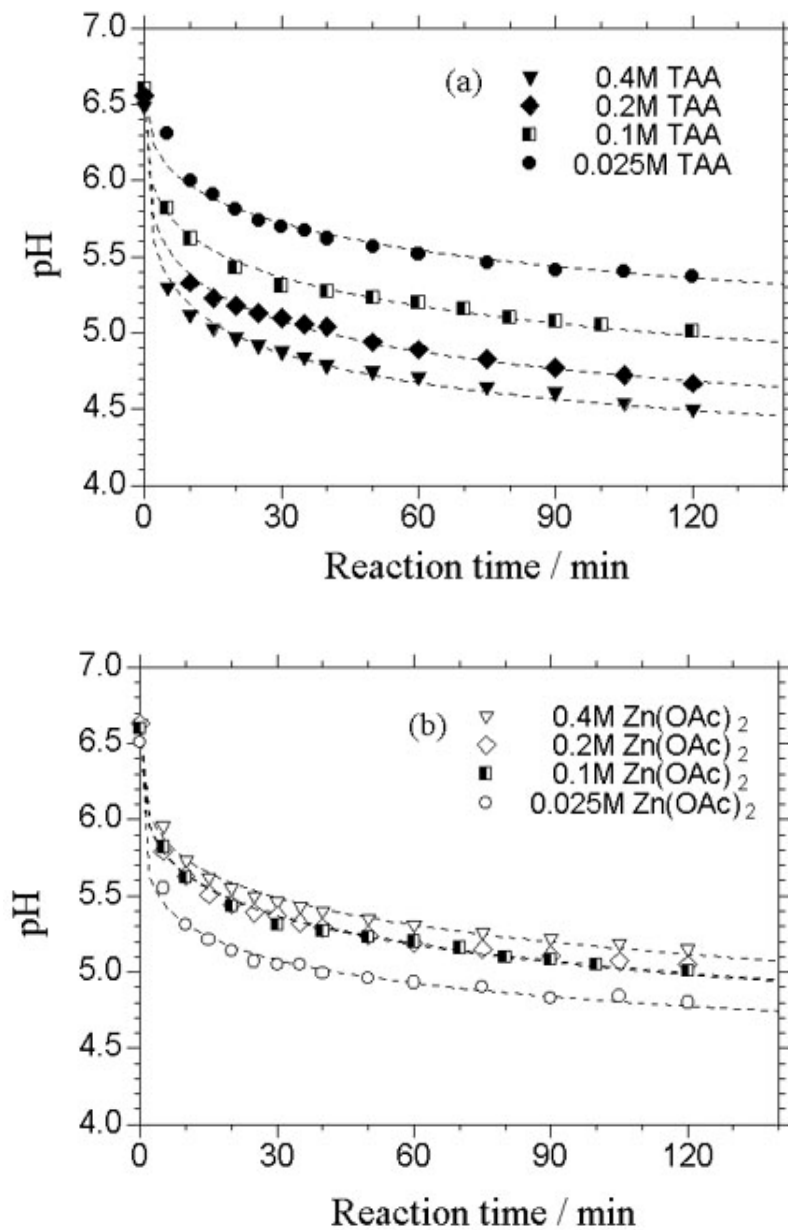 7.0
(a)
0.4M TAA
6.5
0.2M TAA
0.1M TAA
6.0
0.025M TAA
pH
5.5
5.0
4.5
4.0
0 30 60 90 120
Reaction time / min
7.0
(b)
0.4M Zn(OAc) 2
6.5
0.2M Zn(OAc) 2
0.1M Zn(OAc) 2
6.0
0.025M Zn(OAc) 2
pH
5.5
5.0
4.5
4.0
0 30 60 90 120
Reaction time / min